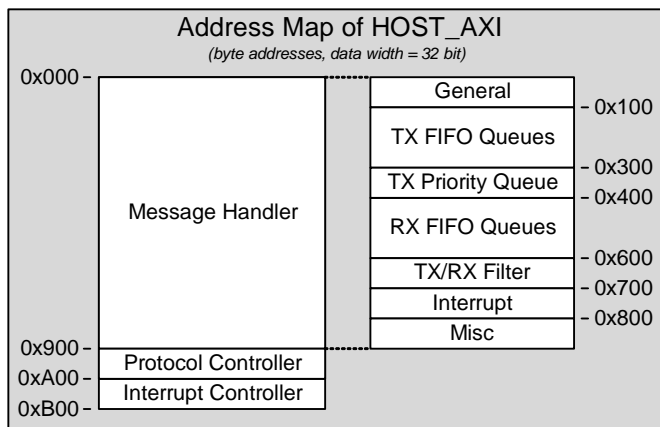 Address Map of HOST_AXI
(byte addresses, data width = 32 bit)
0x000
Message Handler
0x900
Protocol Controller
0xA00
Interrupt Controller
0xB00
General
0x100
TX FIFO Queues
0x300
TX Priority Queue
0x400
RX FIFO Queues
0x600
TX/RX Filter
0x700
Interrupt
0x800
Misc